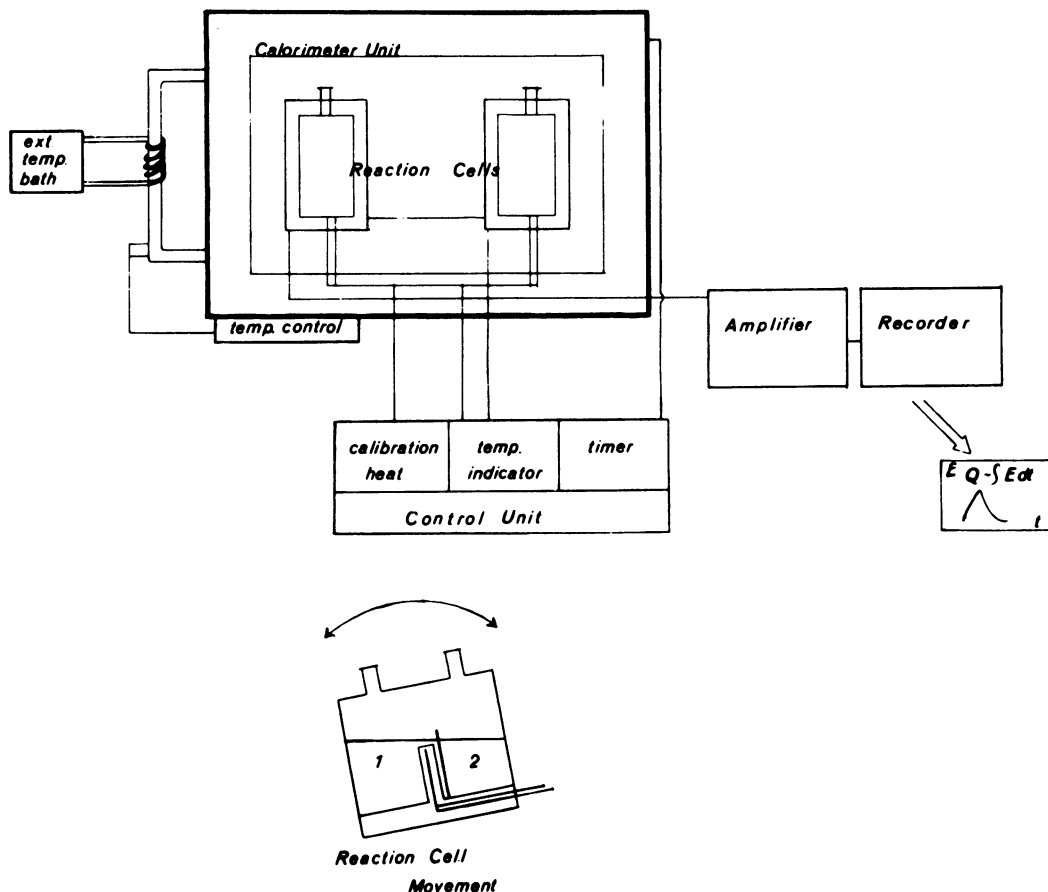 Calorimeter Unit
ext.
temp.
bath
Reaction Cells
temp. control
Amplifier
Recorder
calibration
heat
temp.
indicator
timer
Control Unit
E Q-∫Edt
t
1 2
Reaction Cell
Movement